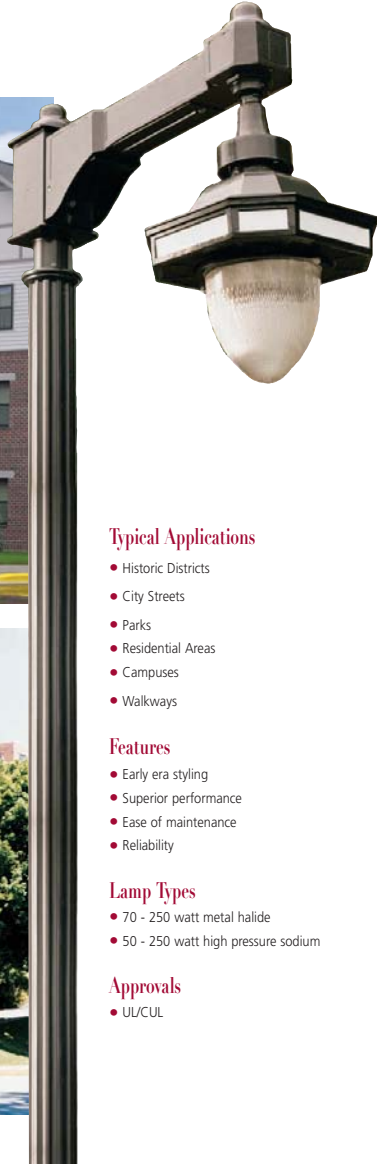 Typical Applications
• Historic Districts
• City Streets
• Parks
• Residential Areas
• Campuses
• Walkways
Features
• Early era styling
• Superior performance
• Ease of maintenance
• Reliability
Lamp Types
• 70 - 250 watt metal halide
• 50 - 250 watt high pressure sodium
Approvals
• UL/CUL